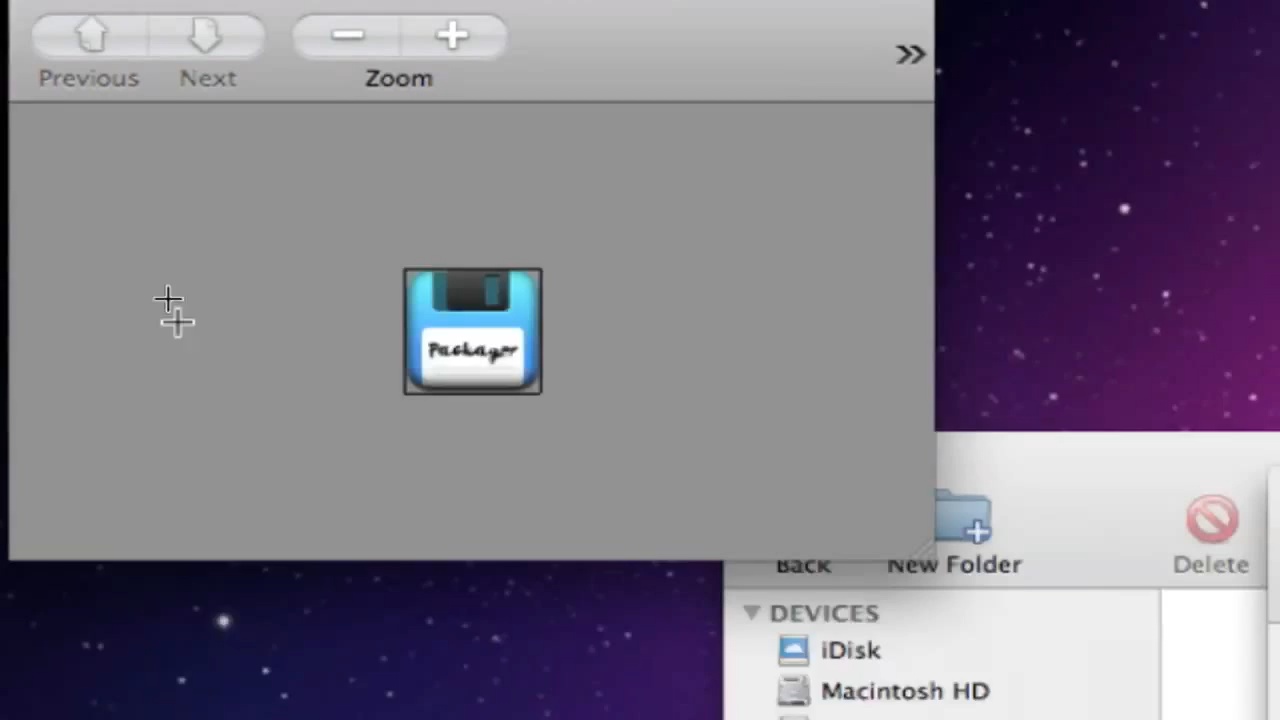 Previous Next Zoom
Packager
Back New Folder Delete
DEVICES
iDisk
Macintosh HD